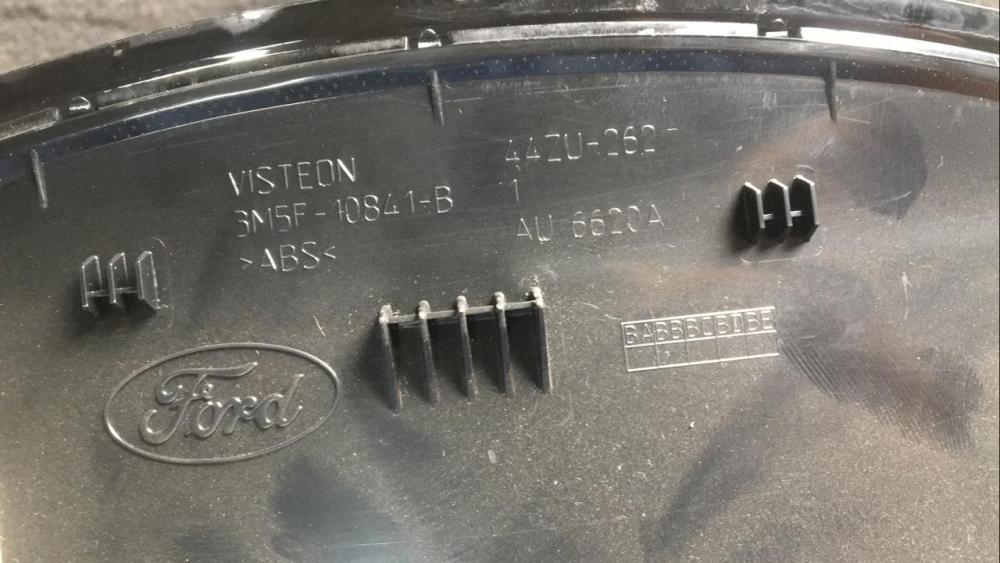 VISTEON
3M5F-10841-B
>ABS<
44ZU-262-
1
AU 6620A
Ford